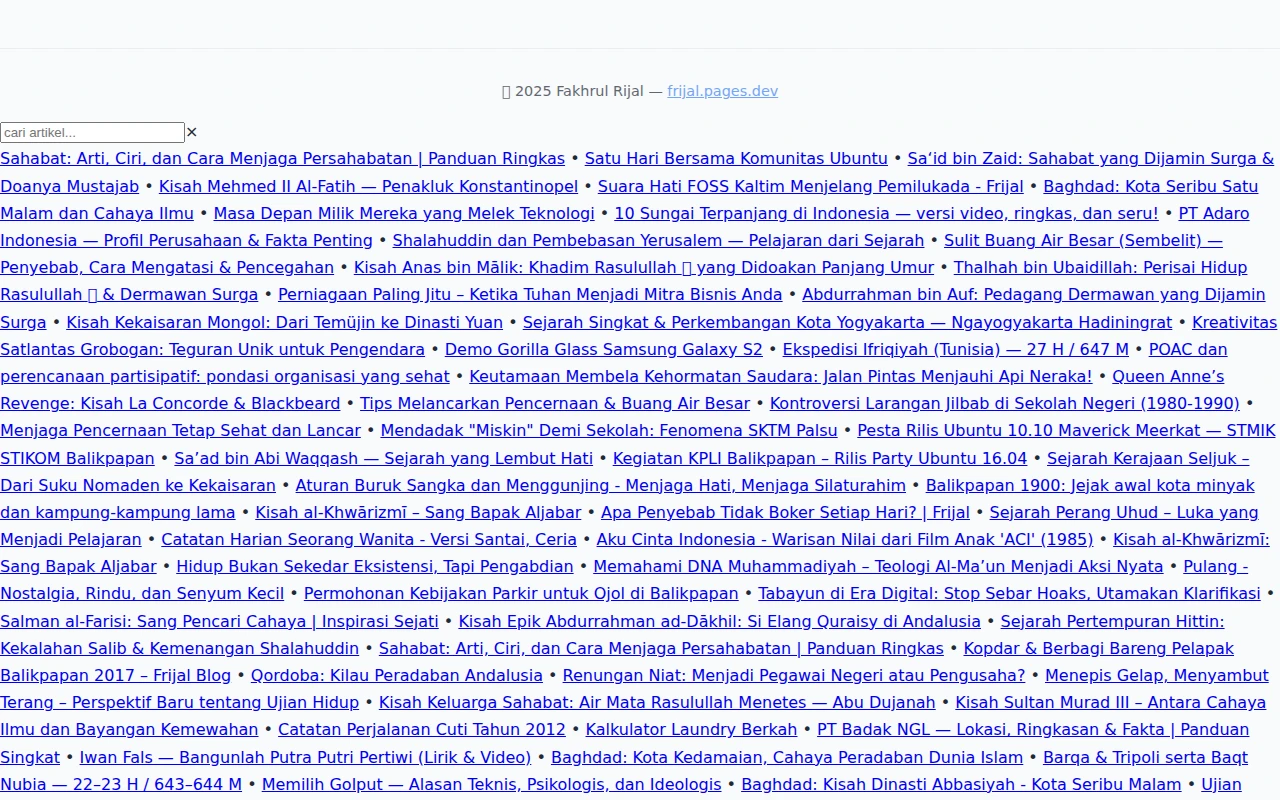 2025 Fakhrul Rijal — frijal.pages.dev
cari artikel... ×
Sahabat: Arti, Ciri, dan Cara Menjaga Persahabatan | Panduan Ringkas • Satu Hari Bersama Komunitas Ubuntu • Saʻid bin Zaid: Sahabat yang Dijamin Surga &
Doanya Mustajab • Kisah Mehmed II Al-Fatih — Penakluk Konstantinopel • Suara Hati FOSS Kaltim Menjelang Pemilukada - Frijal • Baghdad: Kota Seribu Satu
Malam dan Cahaya Ilmu • Masa Depan Milik Mereka yang Melek Teknologi • 10 Sungai Terpanjang di Indonesia — versi video, ringkas, dan seru! • PT Adaro
Indonesia — Profil Perusahaan & Fakta Penting • Shalahuddin dan Pembebasan Yerusalem — Pelajaran dari Sejarah • Sulit Buang Air Besar (Sembelit) —
Penyebab, Cara Mengatasi & Pencegahan • Kisah Anas bin Mālik: Khadim Rasulullah yang Didoakan Panjang Umur • Thalhah bin Ubaidillah: Perisai Hidup
Rasulullah & Dermawan Surga • Perniagaan Paling Jitu – Ketika Tuhan Menjadi Mitra Bisnis Anda • Abdurrahman bin Auf: Pedagang Dermawan yang Dijamin
Surga • Kisah Kekaisaran Mongol: Dari Temüjin ke Dinasti Yuan • Sejarah Singkat & Perkembangan Kota Yogyakarta — Ngayogyakarta Hadiningrat • Kreativitas
Satlantas Grobogan: Teguran Unik untuk Pengendara • Demo Gorilla Glass Samsung Galaxy S2 • Ekspedisi Ifriqiyah (Tunisia) — 27 H / 647 M • POAC dan
perencanaan partisipatif: pondasi organisasi yang sehat • Keutamaan Membela Kehormatan Saudara: Jalan Pintas Menjauhi Api Neraka! • Queen Anne’s
Revenge: Kisah La Concorde & Blackbeard • Tips Melancarkan Pencernaan & Buang Air Besar • Kontroversi Larangan Jilbab di Sekolah Negeri (1980-1990) •
Menjaga Pencernaan Tetap Sehat dan Lancar • Mendadak "Miskin" Demi Sekolah: Fenomena SKTM Palsu • Pesta Rilis Ubuntu 10.10 Maverick Meerkat — STMIK
STIKOM Balikpapan • Sa’ad bin Abi Waqqash — Sejarah yang Lembut Hati • Kegiatan KPLI Balikpapan – Rilis Party Ubuntu 16.04 • Sejarah Kerajaan Seljuk –
Dari Suku Nomaden ke Kekaisaran • Aturan Buruk Sangka dan Menggunjing - Menjaga Hati, Menjaga Silaturahim • Balikpapan 1900: Jejak awal kota minyak
dan kampung-kampung lama • Kisah al-Khwārizmī – Sang Bapak Aljabar • Apa Penyebab Tidak Boker Setiap Hari? | Frijal • Sejarah Perang Uhud – Luka yang
Menjadi Pelajaran • Catatan Harian Seorang Wanita - Versi Santai, Ceria • Aku Cinta Indonesia - Warisan Nilai dari Film Anak 'ACI' (1985) • Kisah al-Khwārizmī:
Sang Bapak Aljabar • Hidup Bukan Sekedar Eksistensi, Tapi Pengabdian • Memahami DNA Muhammadiyah – Teologi Al-Ma’un Menjadi Aksi Nyata • Pulang -
Nostalgia, Rindu, dan Senyum Kecil • Permohonan Kebijakan Parkir untuk Ojol di Balikpapan • Tabayun di Era Digital: Stop Sebar Hoaks, Utamakan Klarifikasi •
Salman al-Farisi: Sang Pencari Cahaya | Inspirasi Sejati • Kisah Epik Abdurrahman ad-Dākhil: Si Elang Quraisy di Andalusia • Sejarah Pertempuran Hittin:
Kekalahan Salib & Kemenangan Shalahuddin • Sahabat: Arti, Ciri, dan Cara Menjaga Persahabatan | Panduan Ringkas • Kopdar & Berbagi Bareng Pelapak
Balikpapan 2017 – Frijal Blog • Qordoba: Kilau Peradaban Andalusia • Renungan Niat: Menjadi Pegawai Negeri atau Pengusaha? • Menepis Gelap, Menyambut
Terang – Perspektif Baru tentang Ujian Hidup • Kisah Keluarga Sahabat: Air Mata Rasulullah Menetes — Abu Dujanah • Kisah Sultan Murad III – Antara Cahaya
Ilmu dan Bayangan Kemewahan • Catatan Perjalanan Cuti Tahun 2012 • Kalkulator Laundry Berkah • PT Badak NGL — Lokasi, Ringkasan & Fakta | Panduan
Singkat • Iwan Fals — Bangunlah Putra Putri Pertiwi (Lirik & Video) • Baghdad: Kota Kedamaian, Cahaya Peradaban Dunia Islam • Barqa & Tripoli serta Baqt
Nubia — 22–23 H / 643–644 M • Memilih Golput — Alasan Teknis, Psikologis, dan Ideologis • Baghdad: Kisah Dinasti Abbasiyah - Kota Seribu Malam • Ujian